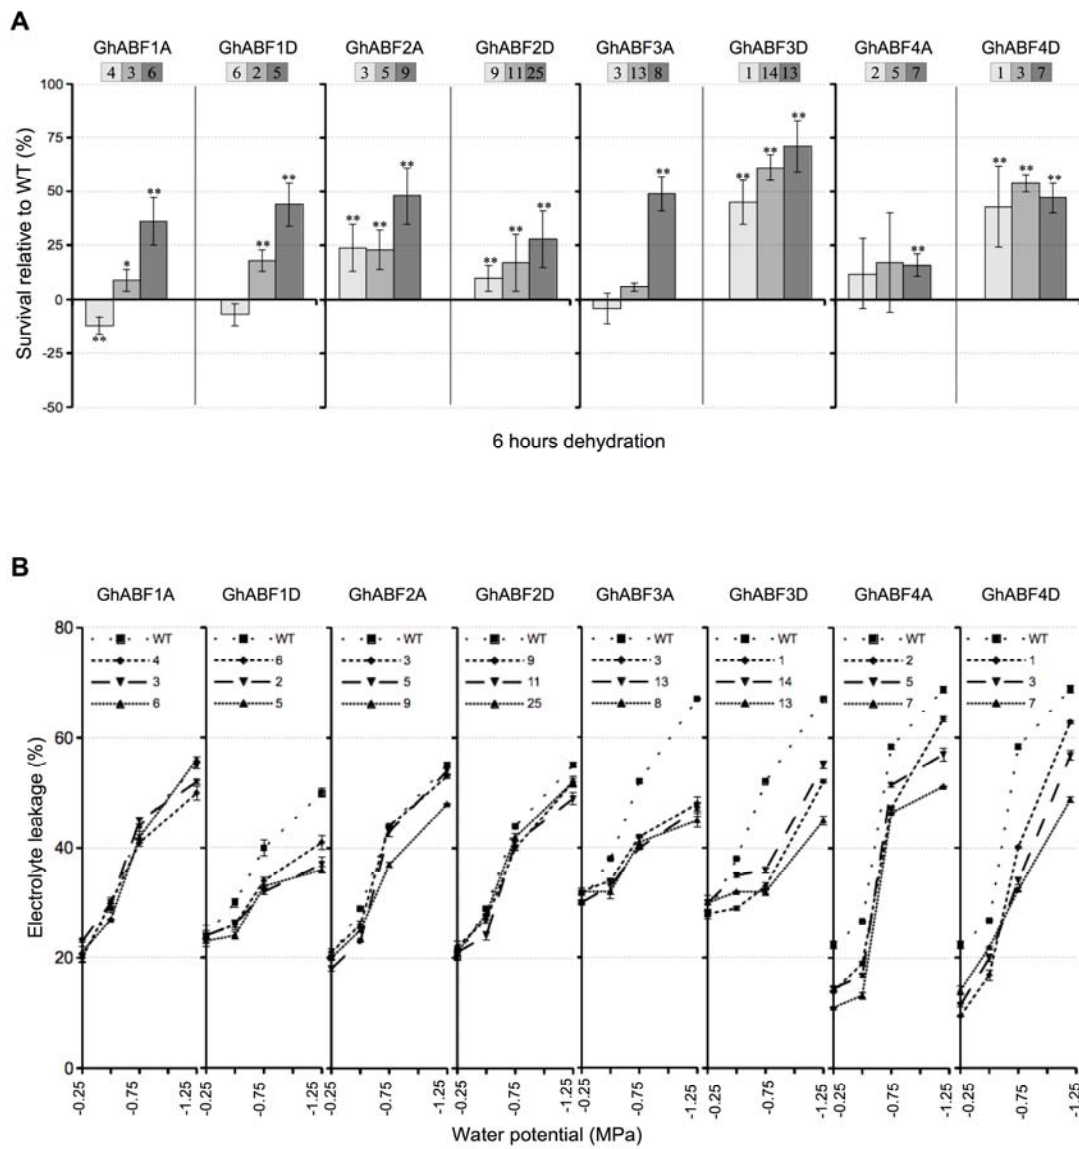 A
GhABF1A GhABF1D GhABF2A GhABF2D GhABF3A GhABF3D GhABF4A GhABF4D
4 3 6 6 2 5 3 5 9 9 11 25 3 13 8 1 14 13 2 5 7 1 3 7
Survival relative to WT (%)
100
75
50
25
0
-25
-50
** * ** ** ** ** ** ** ** ** ** ** ** ** ** ** ** ** **
6 hours dehydration
B
GhABF1A GhABF1D GhABF2A GhABF2D GhABF3A GhABF3D GhABF4A GhABF4D
Electrolyte leakage (%)
80
60
40
20
0
WT WT WT WT WT WT WT WT
4 6 3 9 3 1 2 1
3 2 5 11 13 14 5 3
6 5 9 25 8 13 7 7
-0.25 -0.75 -1.25 -0.25 -0.75 -1.25 -0.25 -0.75 -1.25 -0.25 -0.75 -1.25 -0.25 -0.75 -1.25 -0.25 -0.75 -1.25 -0.25 -0.75 -1.25 -0.25 -0.75 -1.25
Water potential (MPa)